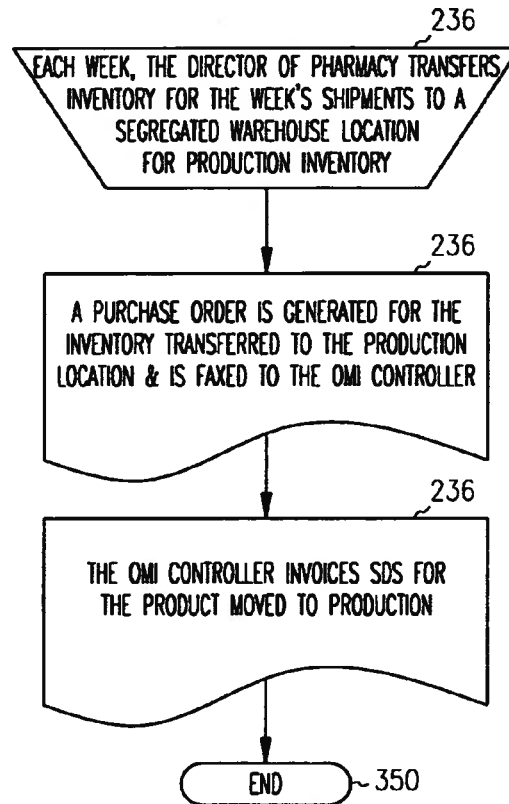 236
EACH WEEK, THE DIRECTOR OF PHARMACY TRANSFERS
INVENTORY FOR THE WEEK'S SHIPMENTS TO A
SEGREGATED WAREHOUSE LOCATION
FOR PRODUCTION INVENTORY
236
A PURCHASE ORDER IS GENERATED FOR THE
INVENTORY TRANSFERRED TO THE PRODUCTION
LOCATION & IS FAXED TO THE OMI CONTROLLER
236
THE OMI CONTROLLER INVOICES SDS FOR
THE PRODUCT MOVED TO PRODUCTION
END 350